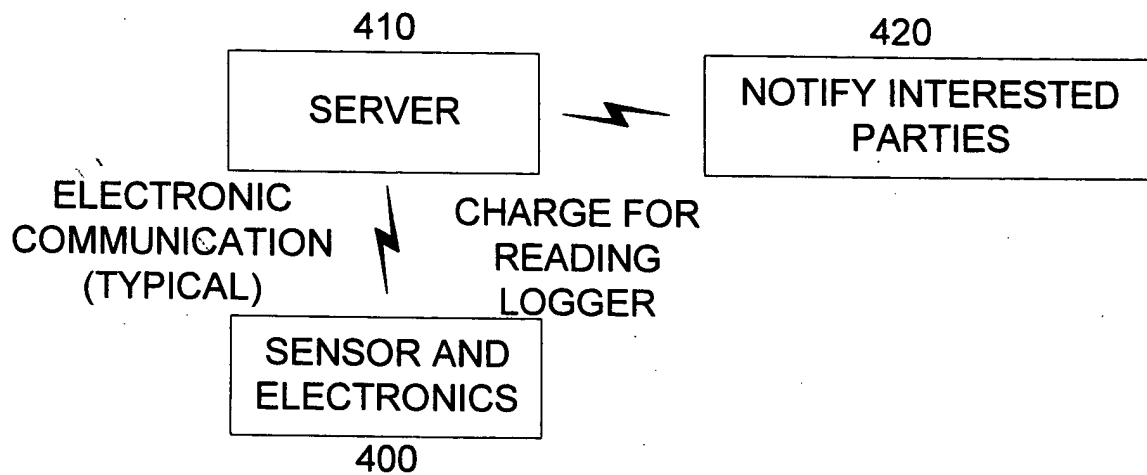 410
SERVER
420
NOTIFY INTERESTED
PARTIES
ELECTRONIC
COMMUNICATION
(TYPICAL)
CHARGE FOR
READING
LOGGER
SENSOR AND
ELECTRONICS
400